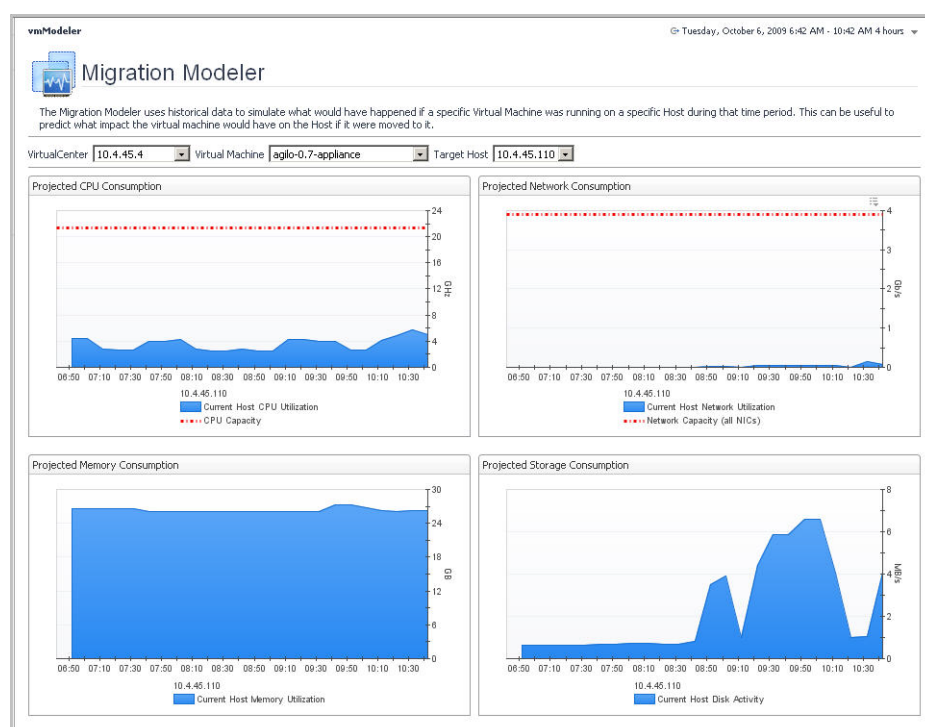 vmModeler
Tuesday, October 6, 2009 6:42 AM - 10:42 AM 4 hours
Migration Modeler
The Migration Modeler uses historical data to simulate what would have happened if a specific Virtual Machine was running on a specific Host during that time period. This can be useful to
predict what impact the virtual machine would have on the Host if it were moved to it.
VirtualCenter 10.4.45.4 Virtual Machine agilo-0.7-appliance Target Host 10.4.45.110
Projected CPU Consumption
24
20
16
12
8
4
0
GHz
06:50 07:10 07:30 07:50 08:10 08:30 08:50 09:10 09:30 09:50 10:10 10:30
10.4.45.110
Current Host CPU Utilization
CPU Capacity
Projected Network Consumption
4
3
2
1
0
Gb/s
06:50 07:10 07:30 07:50 08:10 08:30 08:50 09:10 09:30 09:50 10:10 10:30
10.4.45.110
Current Host Network Utilization
Network Capacity (all NICs)
Projected Memory Consumption
30
24
18
12
6
0
GB
06:50 07:10 07:30 07:50 08:10 08:30 08:50 09:10 09:30 09:50 10:10 10:30
10.4.45.110
Current Host Memory Utilization
Projected Storage Consumption
8
6
4
2
0
MB/s
06:50 07:10 07:30 07:50 08:10 08:30 08:50 09:10 09:30 09:50 10:10 10:30
10.4.45.110
Current Host Disk Activity